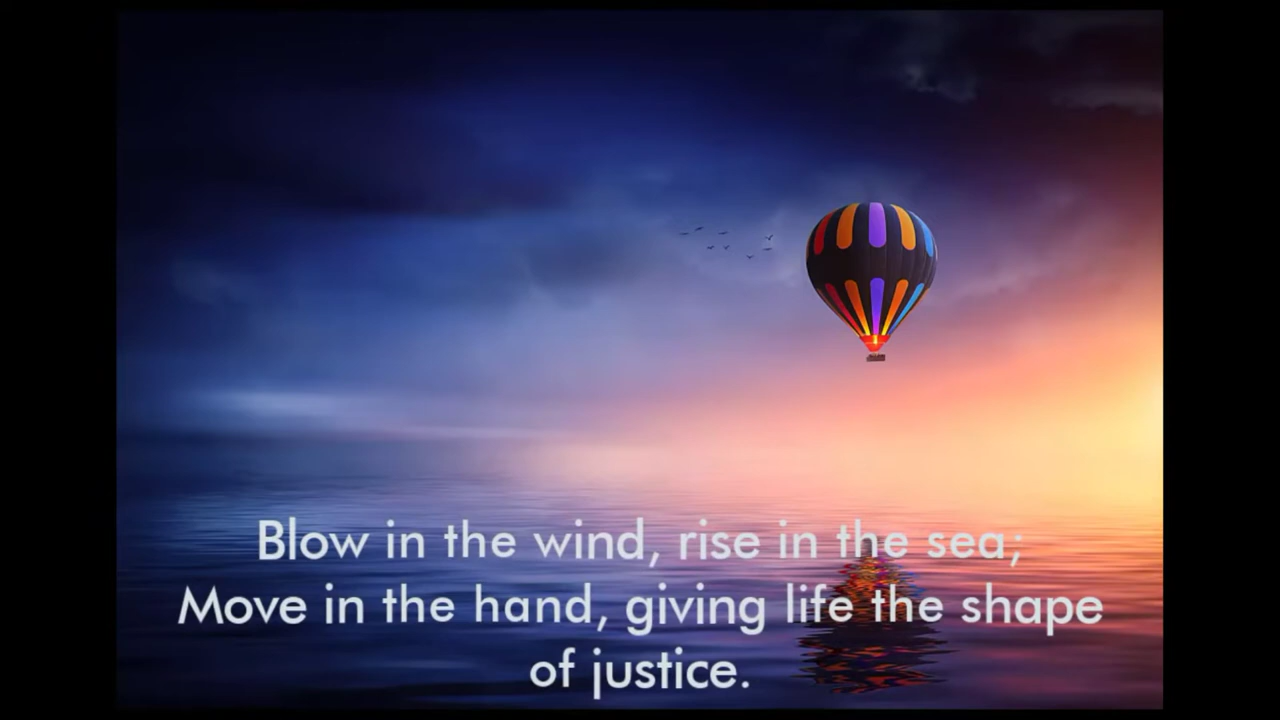 Blow in the wind, rise in the sea;
Move in the hand, giving life the shape
of justice.